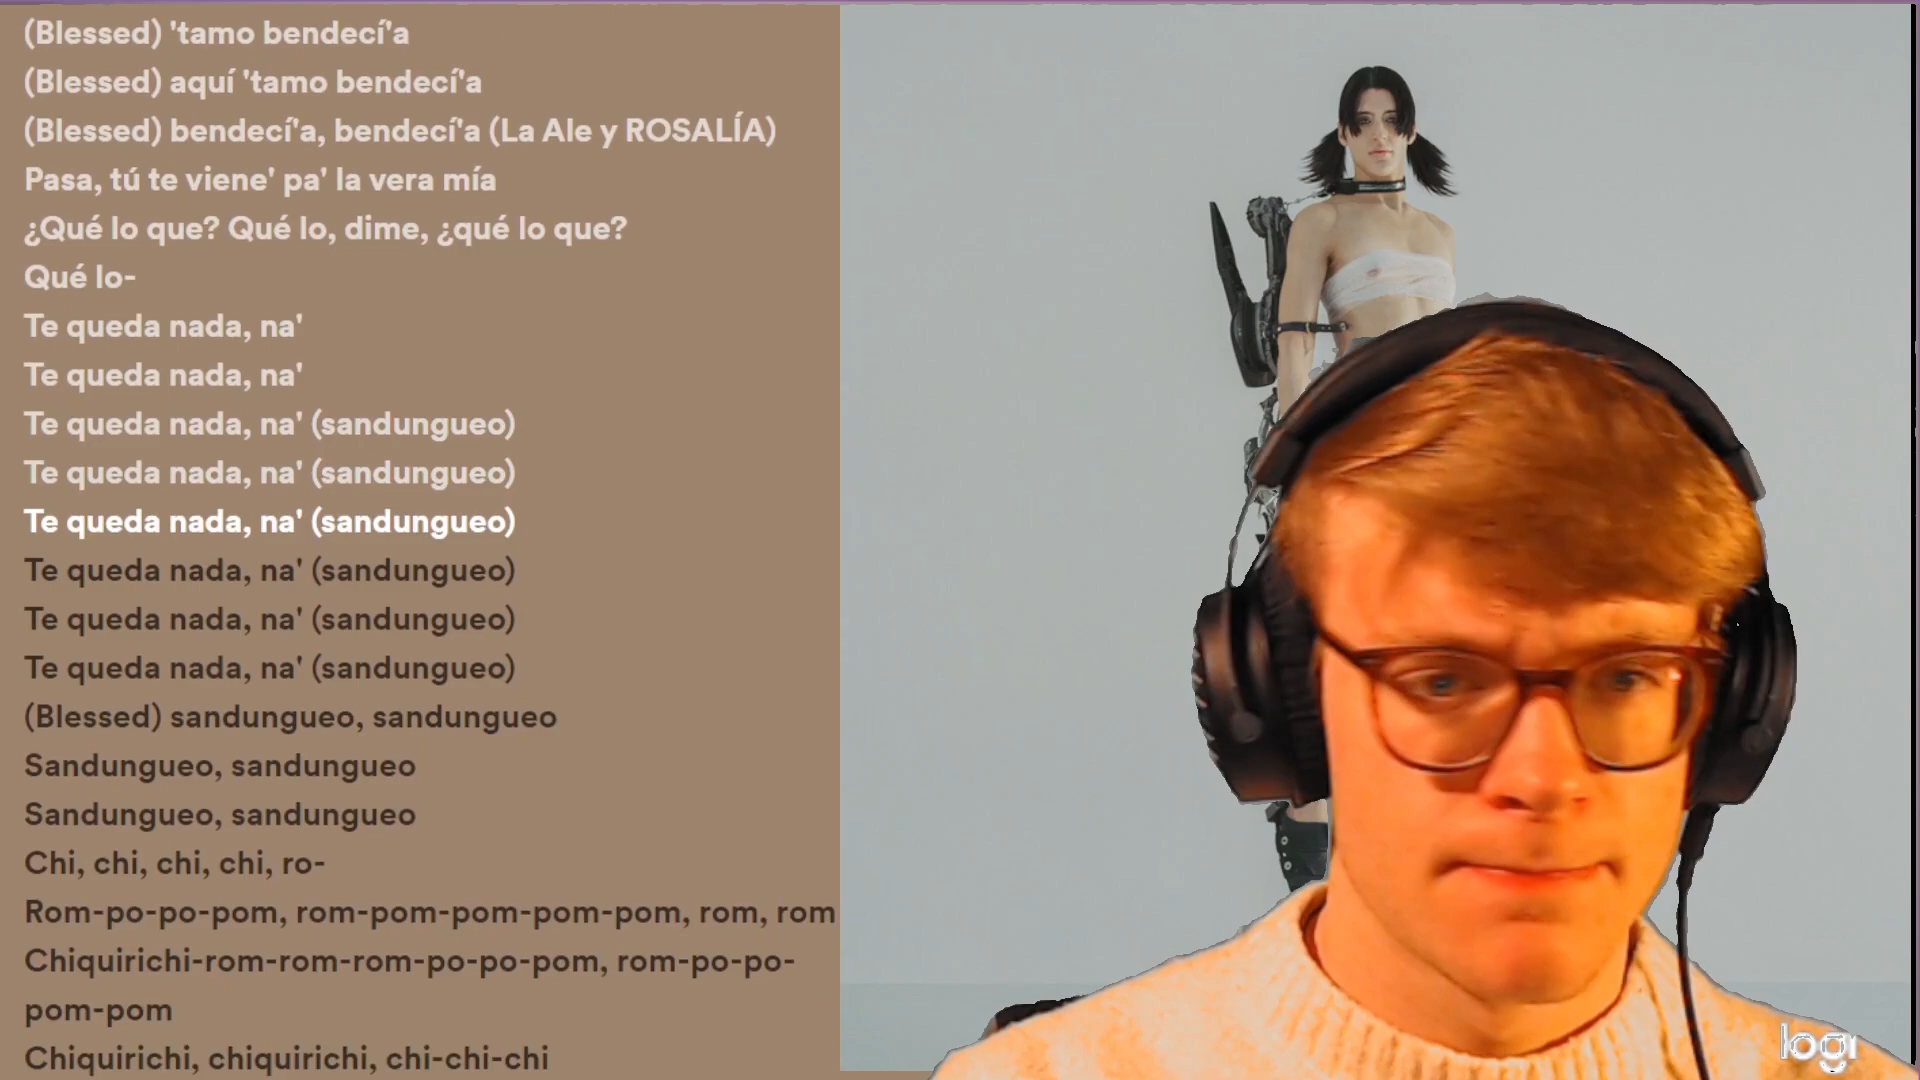 (Blessed) 'tamo bendecí'a
(Blessed) aquí 'tamo bendecí'a
(Blessed) bendecí'a, bendecí'a (La Ale y ROSALÍA)
Pasa, tú te viene' pa' la vera mía
¿Qué lo que? Qué lo, dime, ¿qué lo que?
Qué lo-
Te queda nada, na'
Te queda nada, na'
Te queda nada, na' (sandungueo)
Te queda nada, na' (sandungueo)
Te queda nada, na' (sandungueo)
Te queda nada, na' (sandungueo)
Te queda nada, na' (sandungueo)
Te queda nada, na' (sandungueo)
(Blessed) sandungueo, sandungueo
Sandungueo, sandungueo
Sandungueo, sandungueo
Chi, chi, chi, chi, ro-
Rom-po-po-pom, rom-pom-pom-pom-pom, rom, rom
Chiquirichi-rom-rom-rom-po-po-pom, rom-po-po-
pom-pom
Chiquirichi, chiquirichi, chi-chi-chi
logi